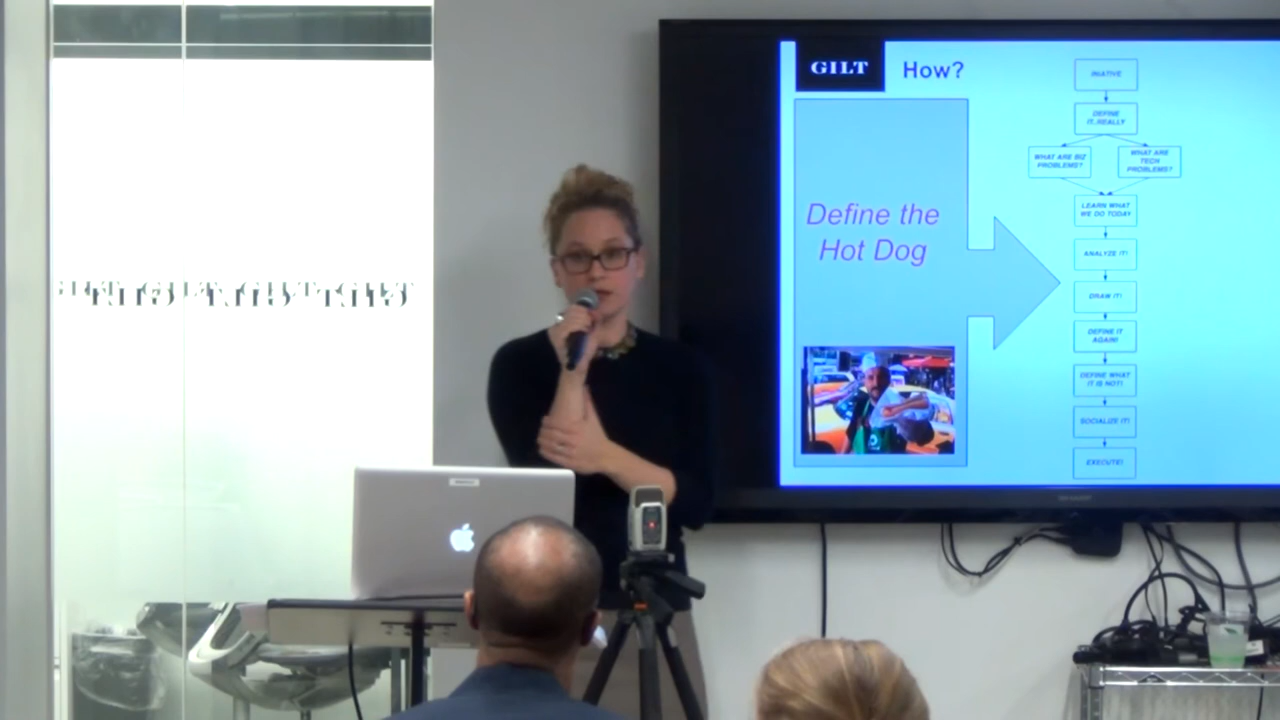 GILT
How?
Define the
Hot Dog
INIATIVE
DEFINE
IT..REALLY
WHAT ARE BIZ
PROBLEMS?
WHAT ARE
TECH
PROBLEMS?
LEARN WHAT
WE DO TODAY
ANALYZE IT!
DRAW IT!
DEFINE IT
AGAIN!
DEFINE WHAT
IT IS NOT!
SOCIALIZE IT!
EXECUTE!
SHARP